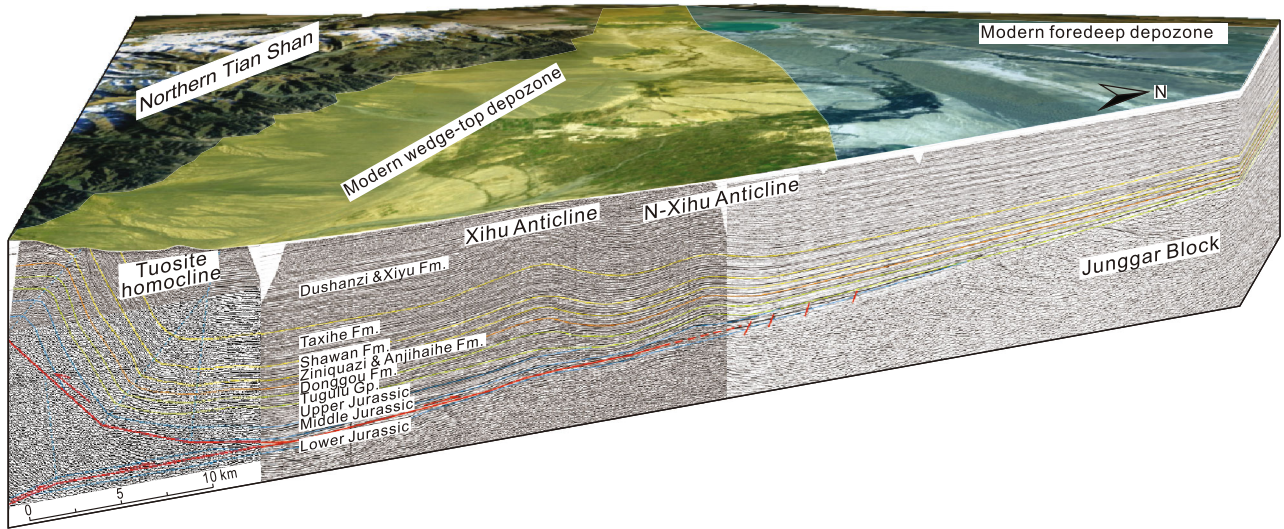 Northern Tian Shan
Modern wedge-top depozone
Modern foredeep depozone
N
Tuosite
homocline
Xihu Anticline
N-Xihu Anticline
Junggar Block
Dushanzi &Xiyu Fm.
Taxihe Fm.
Shawan Fm.
Ziniquazi & Anjihaihe Fm.
Donggou Fm.
Tugulu Gp.
Upper Jurassic
Middle Jurassic
Lower Jurassic
0 5 10 km